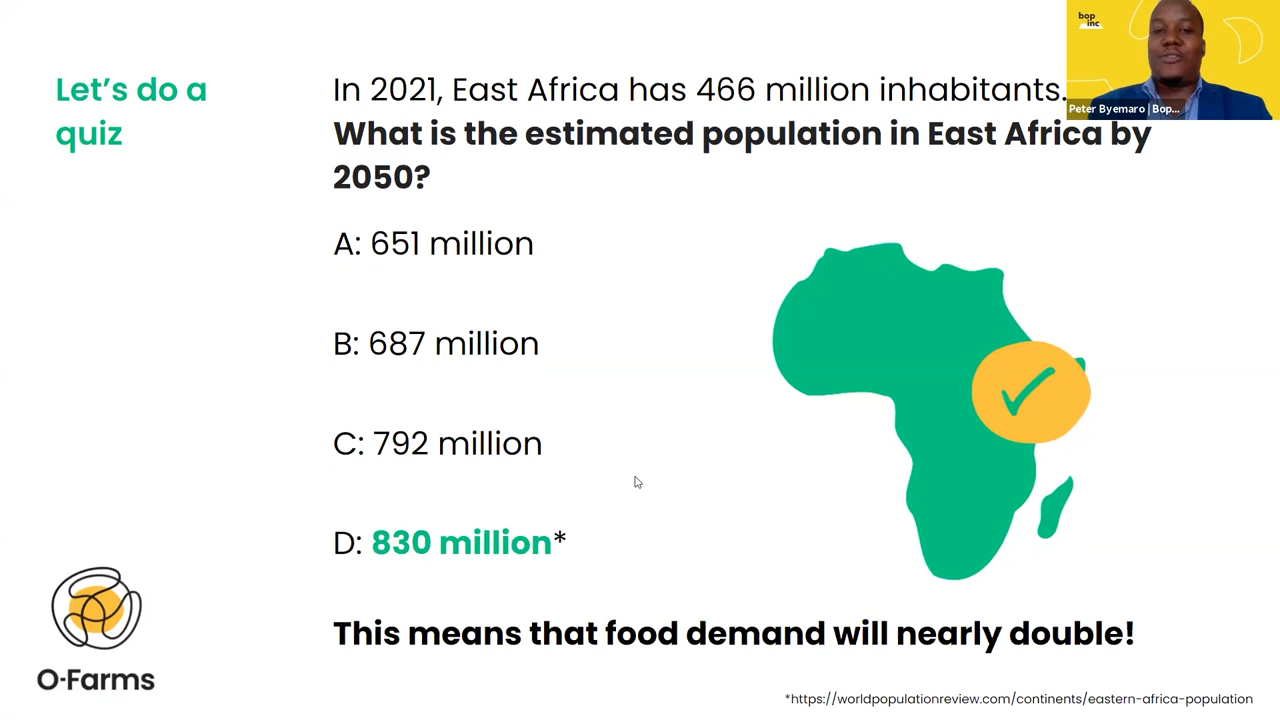 Let's do a
quiz
In 2021, East Africa has 466 million inhabitants.
What is the estimated population in East Africa by
2050?
A: 651 million
B: 687 million
C: 792 million
D: 830 million*
This means that food demand will nearly double!
*https://worldpopulationreview.com/continents/eastern-africa-population
O·Farms
bop
inc
Peter Byemaro | Bop...